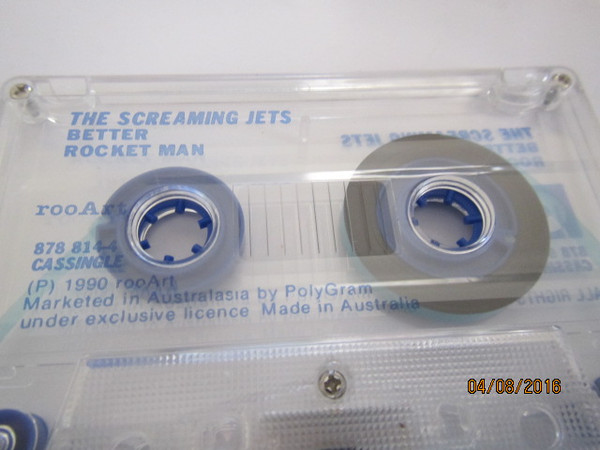 THE SCREAMING JETS
BETTER
ROCKET MAN
rooArt
878 814-4
CASSINGLE
(P) 1990 rooArt
Marketed in Australasia by PolyGram
under exclusive licence Made in Australia
04/08/2016